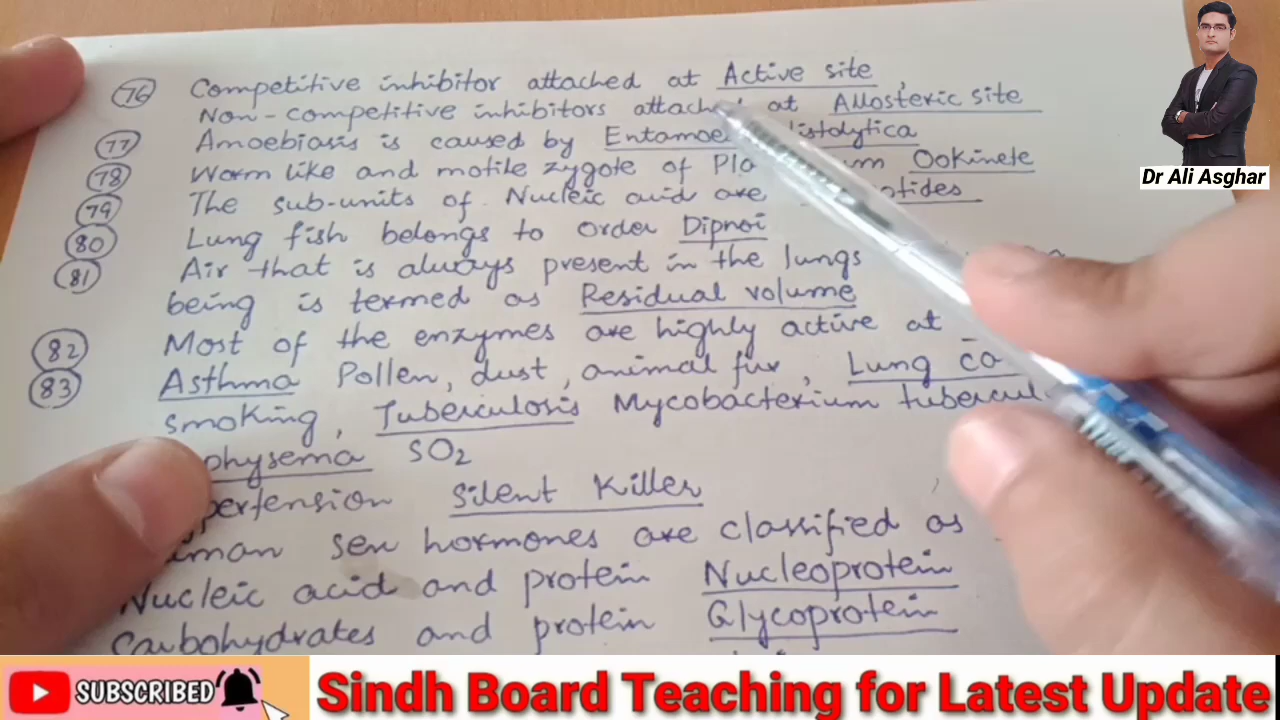 76 Competitive inhibitor attached at Active site,
Non-competitive inhibitors attached at Allosteric site
77 Amoebiasis is caused by
78 Worm like and motile zygote of Ookinete
79 The sub-units of Nucleic acid are
80 Lung fish belongs to order Dipnoi
81 Air that is always present in the lungs
being is termed as Residual volume
82 Most of the enzymes are highly active at
83 Asthma Pollen, dust, animal fur, Lung
smoking, Tuberculosis Mycobacterium
SO₂
Silent Killer
sex hormones are classified as
Nucleic acid and protein Nucleoprotein
Carbohydrates and protein Glycoprotein
Dr Ali Asghar
SUBSCRIBED
Sindh Board Teaching for Latest Update